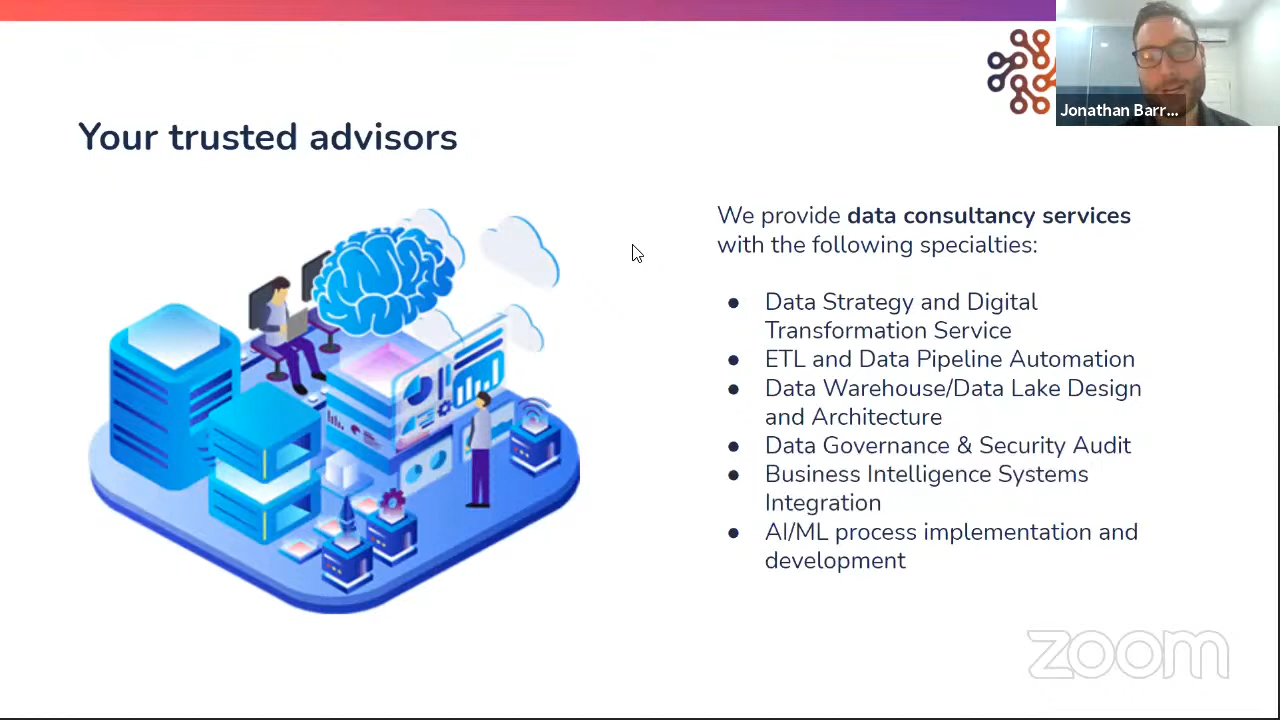 Jonathan Barr...
Your trusted advisors
We provide data consultancy services
with the following specialties:
● Data Strategy and Digital
Transformation Service
● ETL and Data Pipeline Automation
● Data Warehouse/Data Lake Design
and Architecture
● Data Governance & Security Audit
● Business Intelligence Systems
Integration
● AI/ML process implementation and
development
zoom